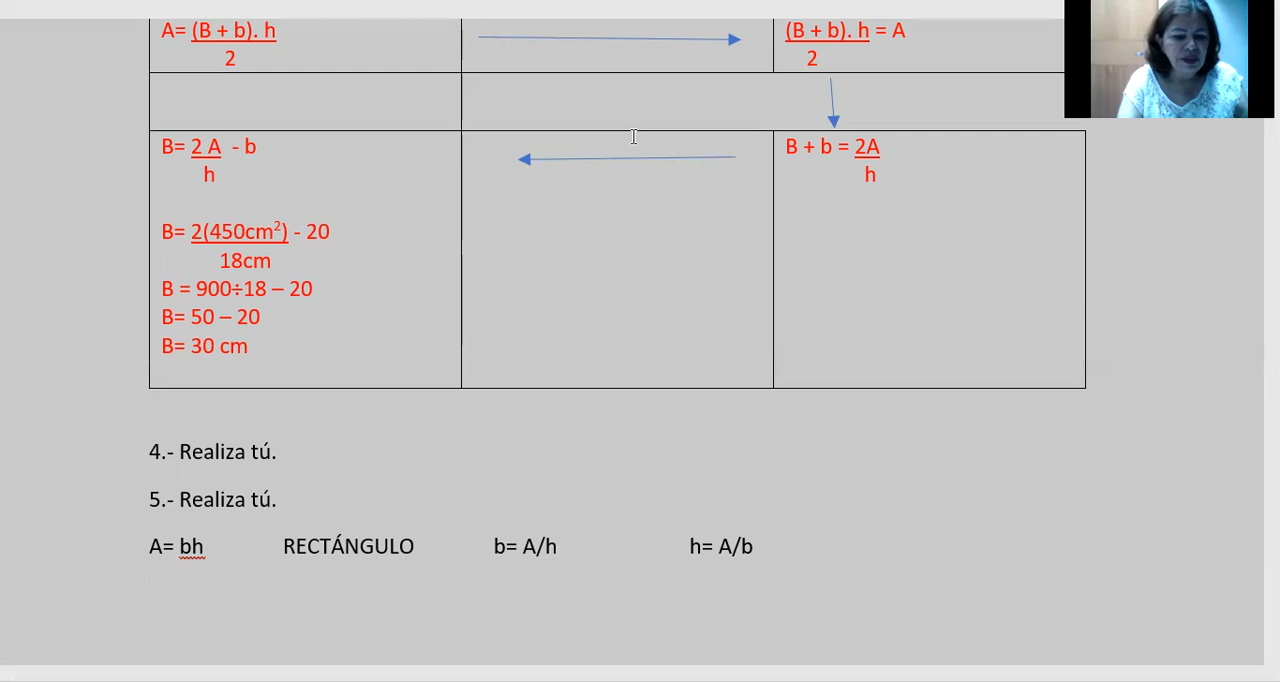 A= (B + b). h
2
(B + b). h = A
2
B= 2 A - b
h
B + b = 2A
h
B= 2(450cm²) - 20
18cm
B = 900÷18 – 20
B= 50 – 20
B= 30 cm
4.- Realiza tú.
5.- Realiza tú.
A= bh RECTÁNGULO b= A/h h= A/b